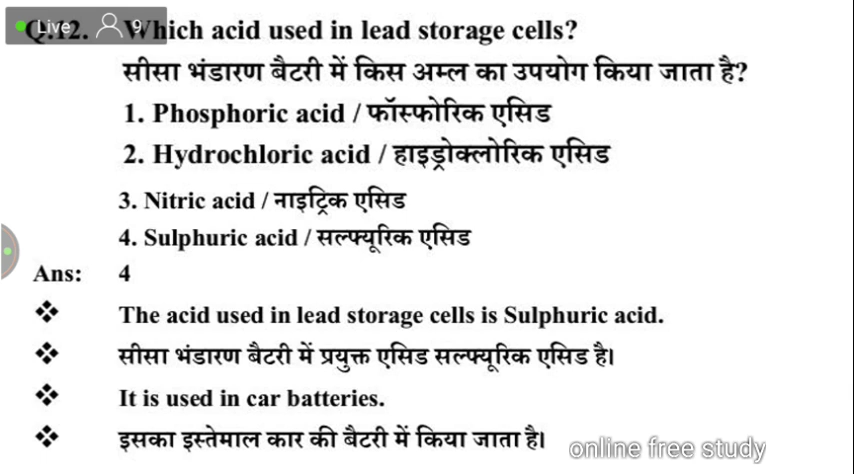 Live 9
Q.12. Which acid used in lead storage cells?
सीसा भंडारण बैटरी में किस अम्ल का उपयोग किया जाता है?
1. Phosphoric acid / फॉस्फोरिक एसिड
2. Hydrochloric acid / हाइड्रोक्लोरिक एसिड
3. Nitric acid / नाइट्रिक एसिड
4. Sulphuric acid / सल्फ्यूरिक एसिड
Ans: 4
❖ The acid used in lead storage cells is Sulphuric acid.
❖ सीसा भंडारण बैटरी में प्रयुक्त एसिड सल्फ्यूरिक एसिड है।
❖ It is used in car batteries.
❖ इसका इस्तेमाल कार की बैटरी में किया जाता है।
online free study